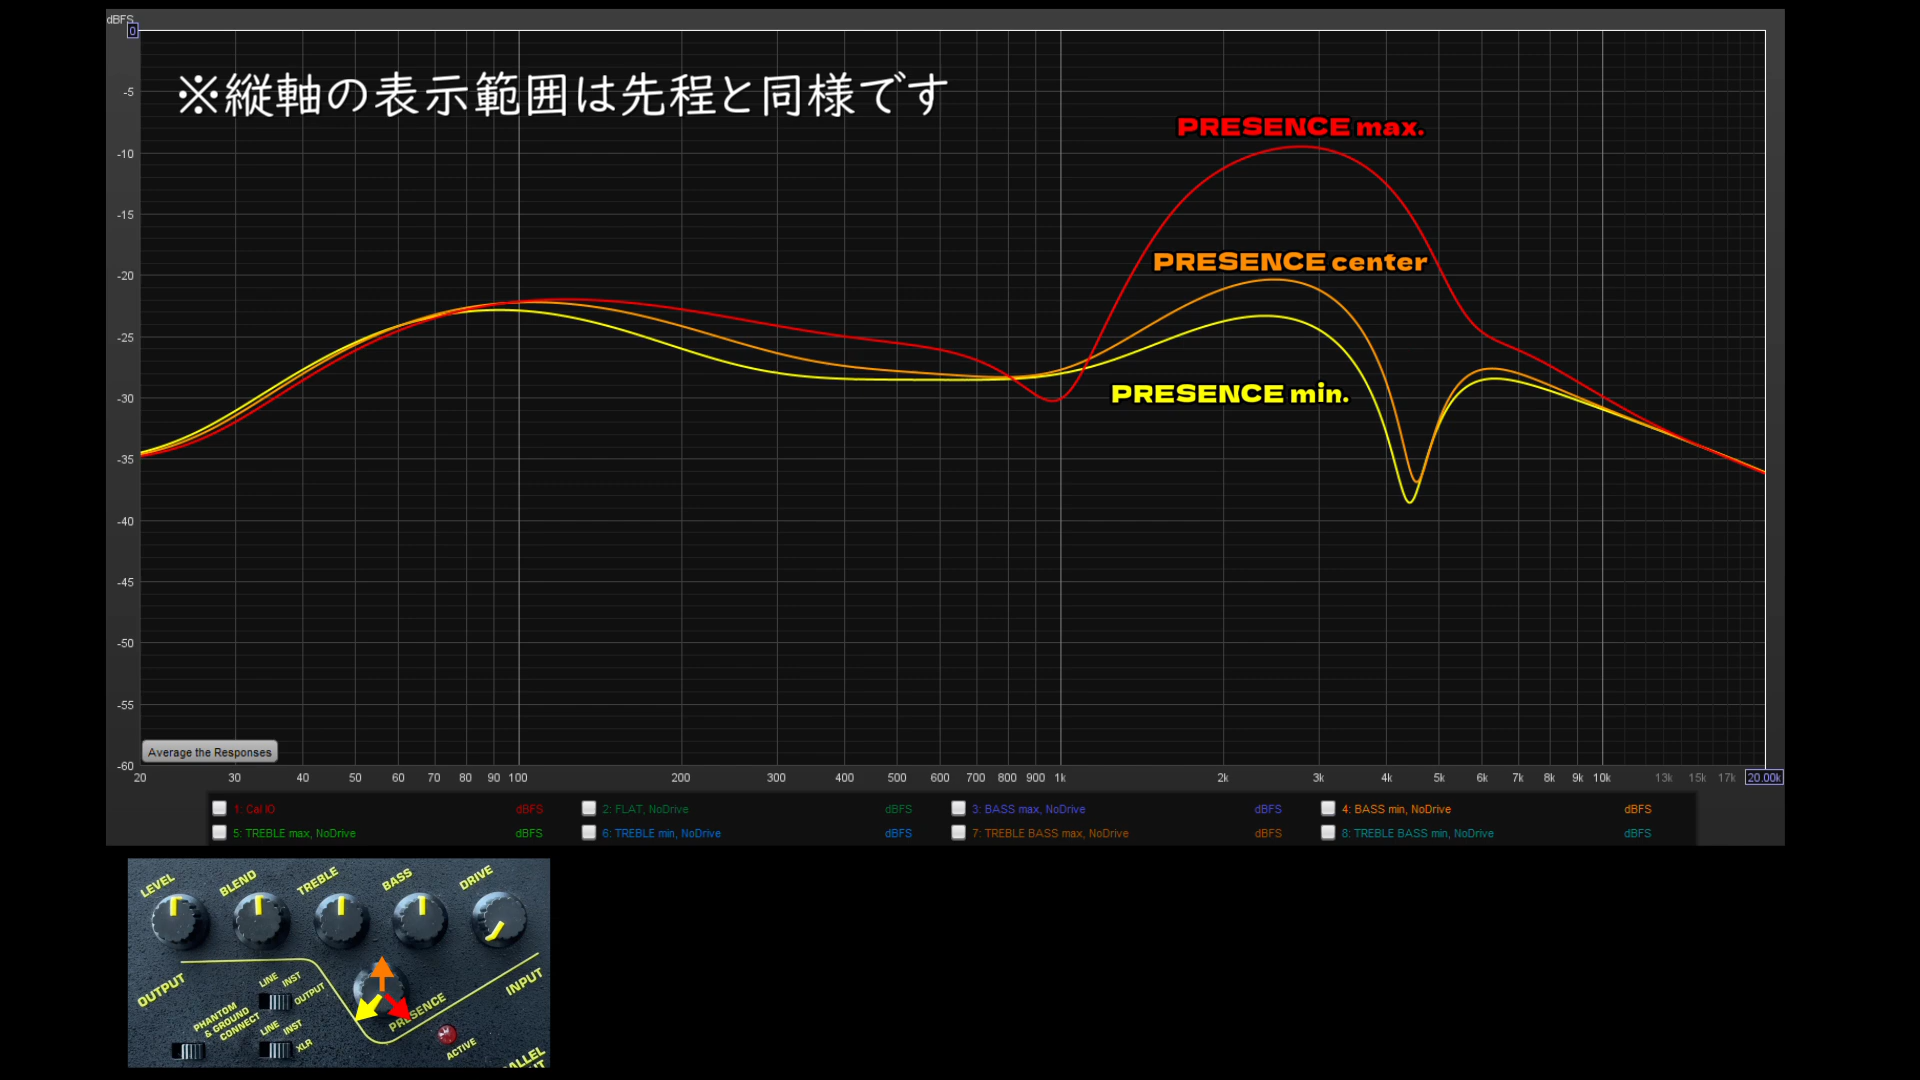 dBFS
0
※縦軸の表示範囲は先程と同様です
-5
PRESENCE max.
-10
-15
PRESENCE center
-20
-25
PRESENCE min.
-30
-35
-40
-45
-50
-55
Average the Responses
-60
20 30 40 50 60 70 80 90 100 200 300 400 500 600 700 800 900 1k 2k 3k 4k 5k 6k 7k 8k 9k 10k 13k 15k 17k 20.00k
1: Cal IO dBFS 2: FLAT, NoDrive dBFS 3: BASS max, NoDrive dBFS 4: BASS min, NoDrive dBFS
5: TREBLE max, NoDrive dBFS 6: TREBLE min, NoDrive dBFS 7: TREBLE BASS max, NoDrive dBFS 8: TREBLE BASS min, NoDrive dBFS
LEVEL BLEND TREBLE BASS DRIVE
OUTPUT
LINE INST
OUTPUT
INPUT
PRESENCE
PHANTOM
& GROUND
CONNECT
LINE INST
XLR
ACTIVE